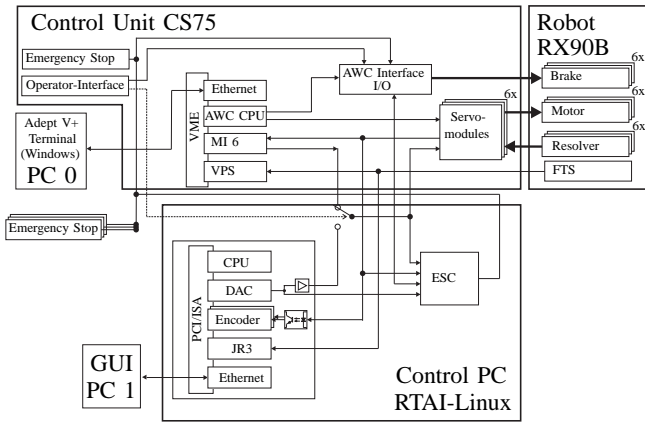 Control Unit CS75
Robot
RX90B
Emergency Stop
Operator-Interface
AWC Interface
I/O
6x
Brake
6x
Motor
6x
Resolver
FTS
6x
Servo-
modules
VME
Ethernet
AWC CPU
MI 6
VPS
Adept V+
Terminal
(Windows)
PC 0
Emergency Stop
PCI/ISA
CPU
DAC
Encoder
JR3
Ethernet
ESC
GUI
PC 1
Control PC
RTAI-Linux